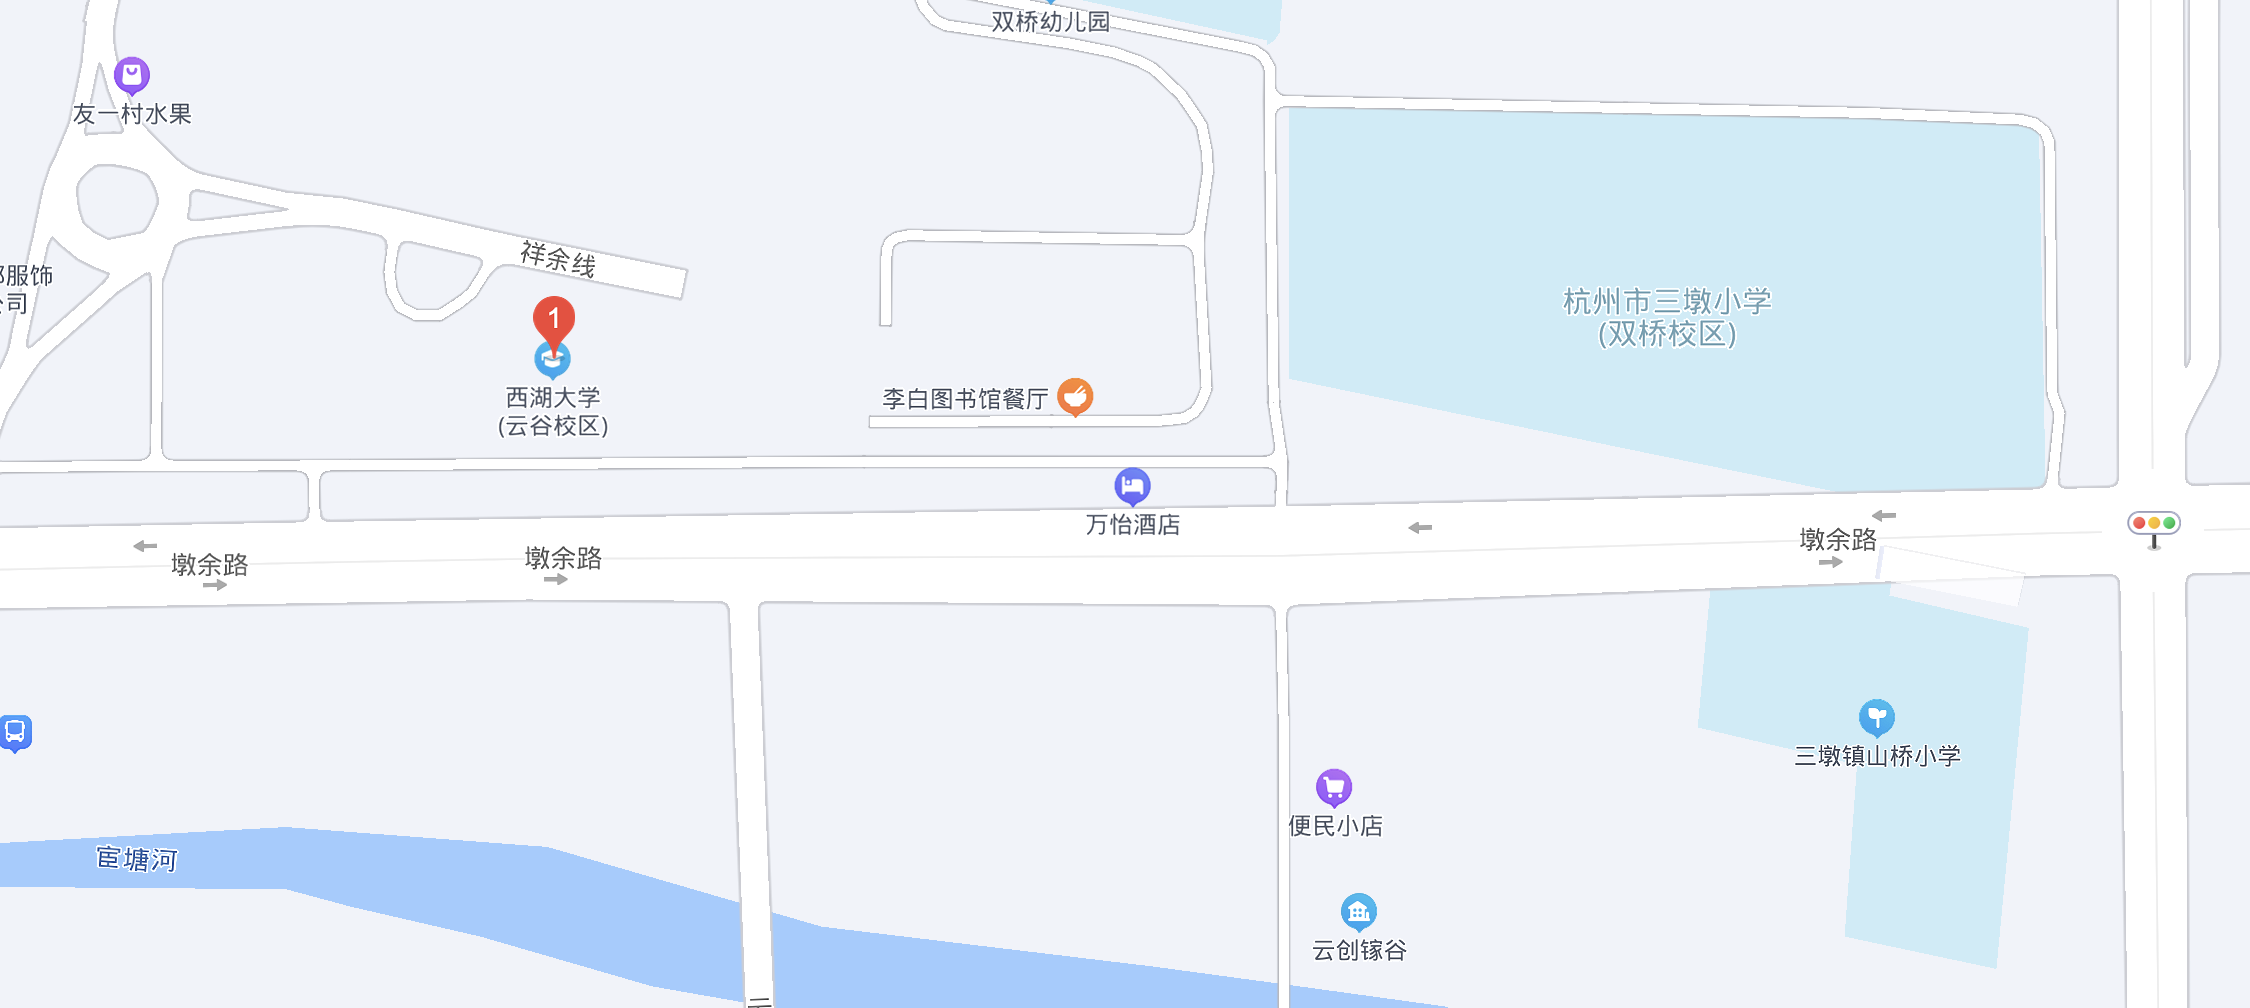 双桥幼儿园
友一村水果
祥余线
服饰
公司
1
杭州市三墩小学
(双桥校区)
西湖大学
(云谷校区)
李白图书馆餐厅
万怡酒店
墩余路
墩余路
墩余路
三墩镇山桥小学
便民小店
宦塘河
云创镓谷